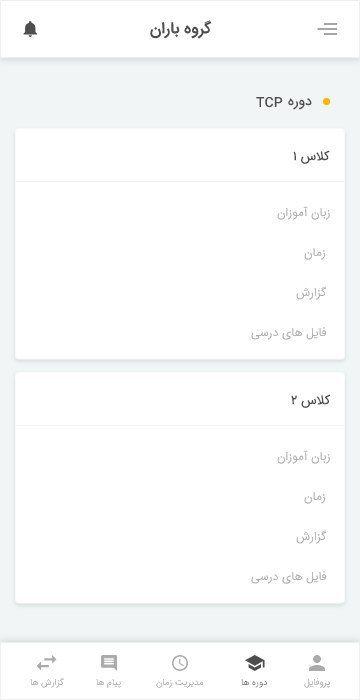 گروه باران
دوره TCP
کلاس ۱
زبان آموزان
زمان
گزارش
فایل های درسی
کلاس ۲
زبان آموزان
زمان
گزارش
فایل های درسی
پروفایل
دوره ها
مدیریت زمان
پیام ها
گزارش ها